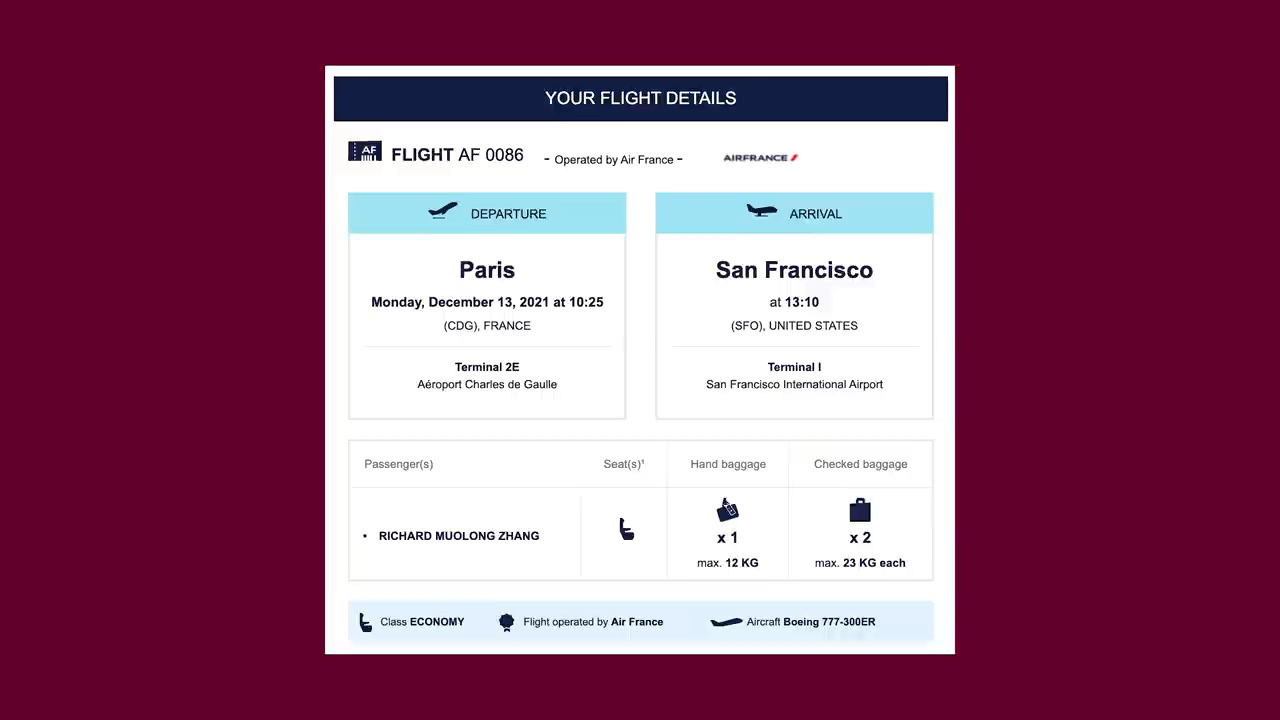 YOUR FLIGHT DETAILS
AF FLIGHT AF 0086 - Operated by Air France - AIRFRANCE
DEPARTURE
Paris
Monday, December 13, 2021 at 10:25
(CDG), FRANCE
Terminal 2E
Aéroport Charles de Gaulle
ARRIVAL
San Francisco
at 13:10
(SFO), UNITED STATES
Terminal I
San Francisco International Airport
Passenger(s) Seat(s)¹ Hand baggage Checked baggage
• RICHARD MUOLONG ZHANG
x 1
max. 12 KG
x 2
max. 23 KG each
Class ECONOMY Flight operated by Air France Aircraft Boeing 777-300ER